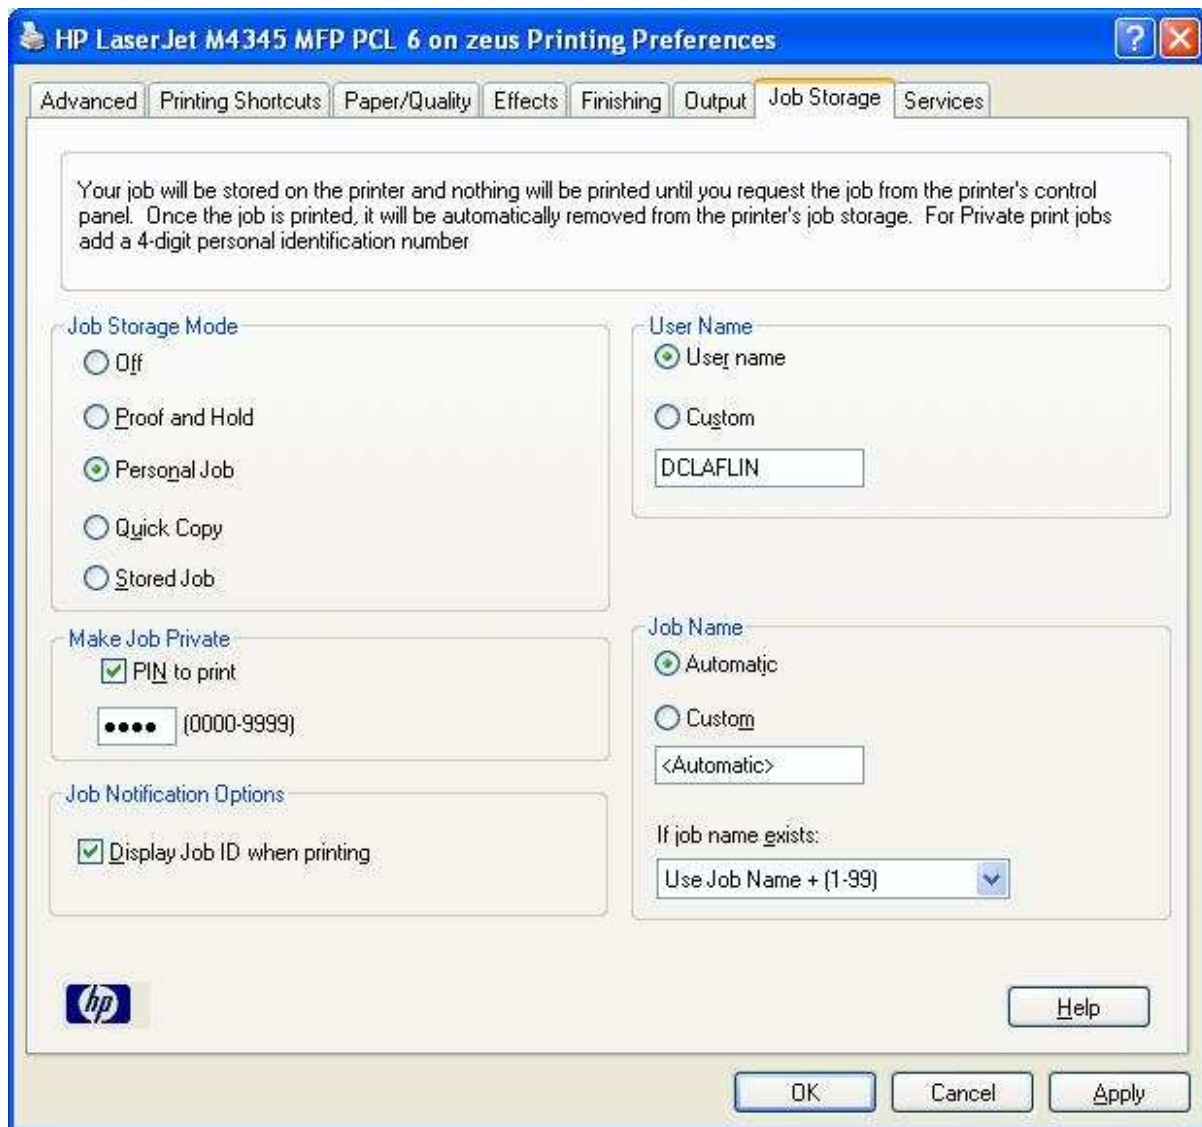 HP LaserJet M4345 MFP PCL 6 on zeus Printing Preferences
Advanced Printing Shortcuts Paper/Quality Effects Finishing Output Job Storage Services
Your job will be stored on the printer and nothing will be printed until you request the job from the printer's control
panel. Once the job is printed, it will be automatically removed from the printer's job storage. For Private print jobs
add a 4-digit personal identification number
Job Storage Mode
Off
Proof and Hold
Personal Job
Quick Copy
Stored Job
User Name
User name
Custom
DCLAFLIN
Make Job Private
PIN to print
•••• (0000-9999)
Job Notification Options
Display Job ID when printing
Job Name
Automatic
Custom
<Automatic>
If job name exists:
Use Job Name + (1-99)
hp
Help
OK Cancel Apply